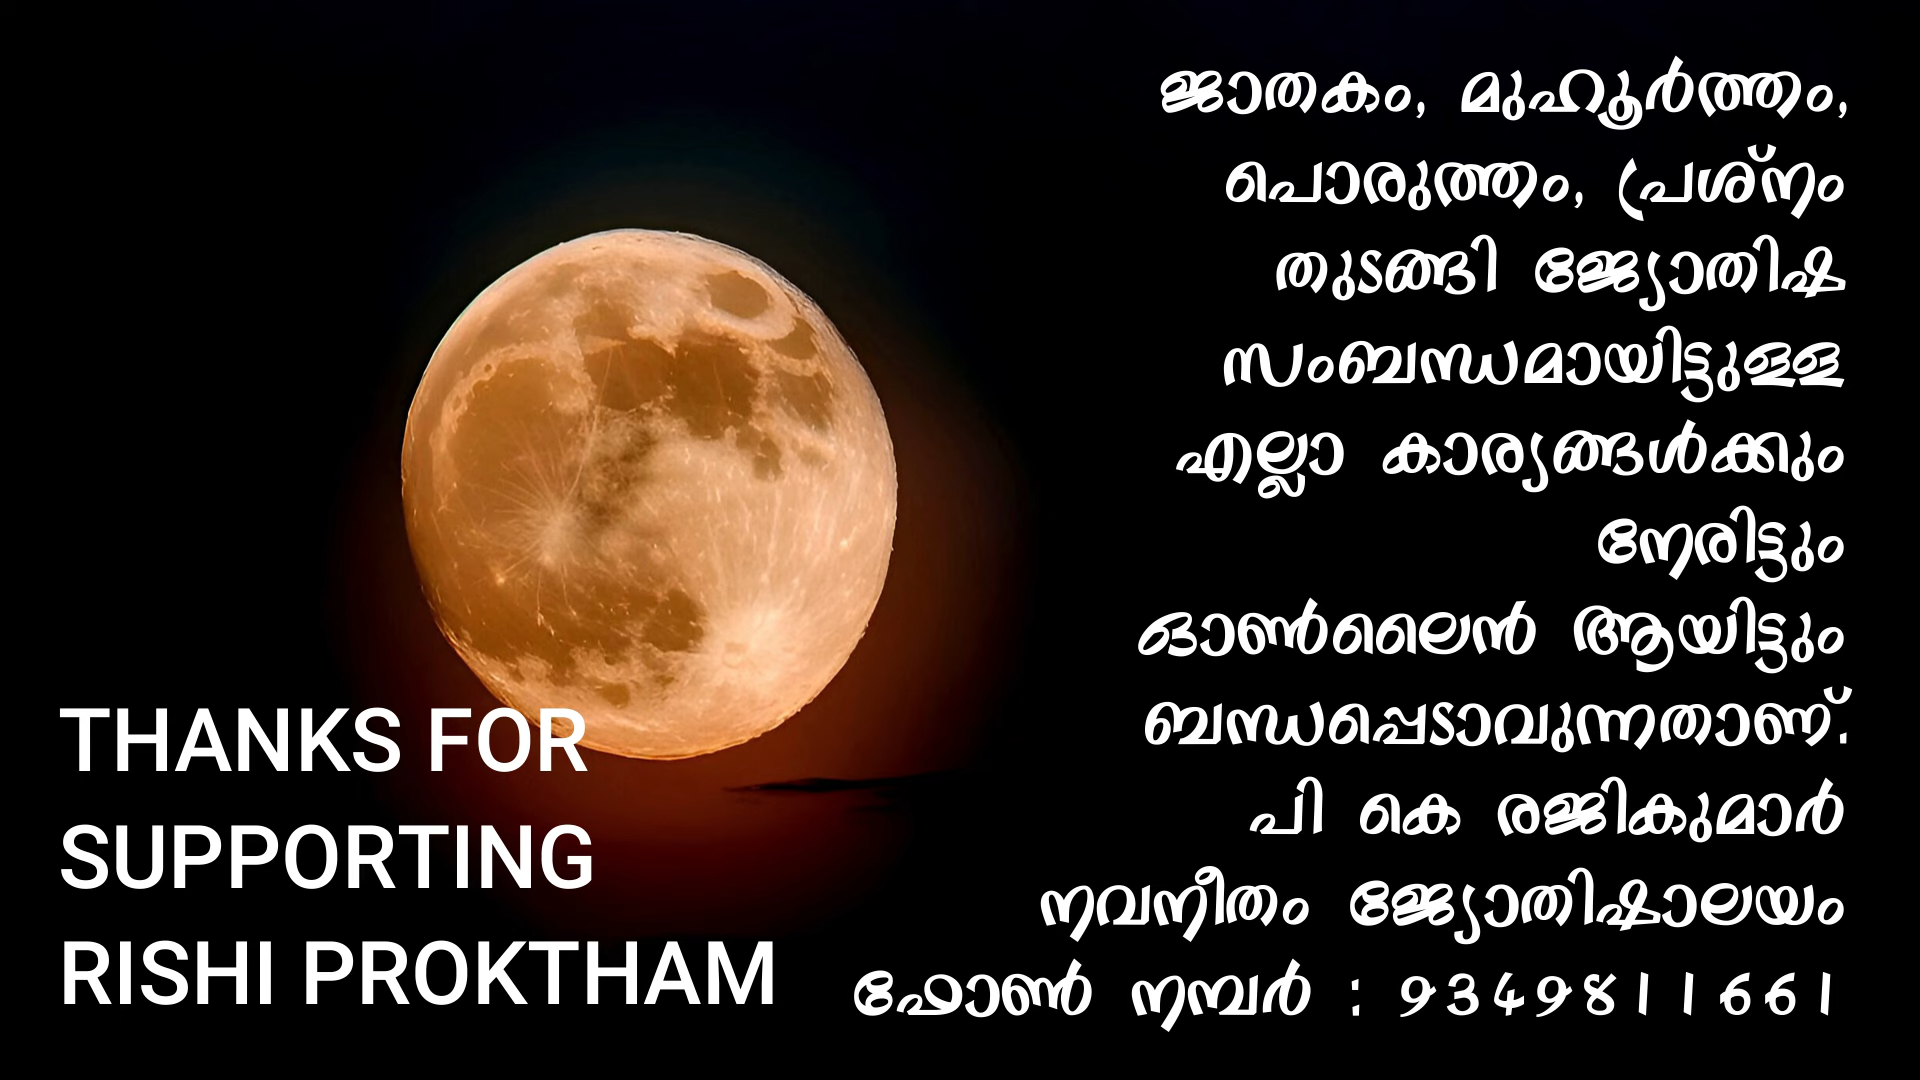 ജാതകം, മുഹൂർത്തം,
പൊരുത്തം, പ്രശ്നം
തുടങ്ങി ജ്യോതിഷ
സംബന്ധമായിട്ടുള്ള
എല്ലാ കാര്യങ്ങൾക്കും
നേരിട്ടും
ഓൺലൈൻ ആയിട്ടും
ബന്ധപ്പെടാവുന്നതാണ്.
പി കെ രജികുമാർ
നവനീതം ജ്യോതിഷാലയം
ഫോൺ നമ്പർ : 9349811661
THANKS FOR
SUPPORTING
RISHI PROKTHAM